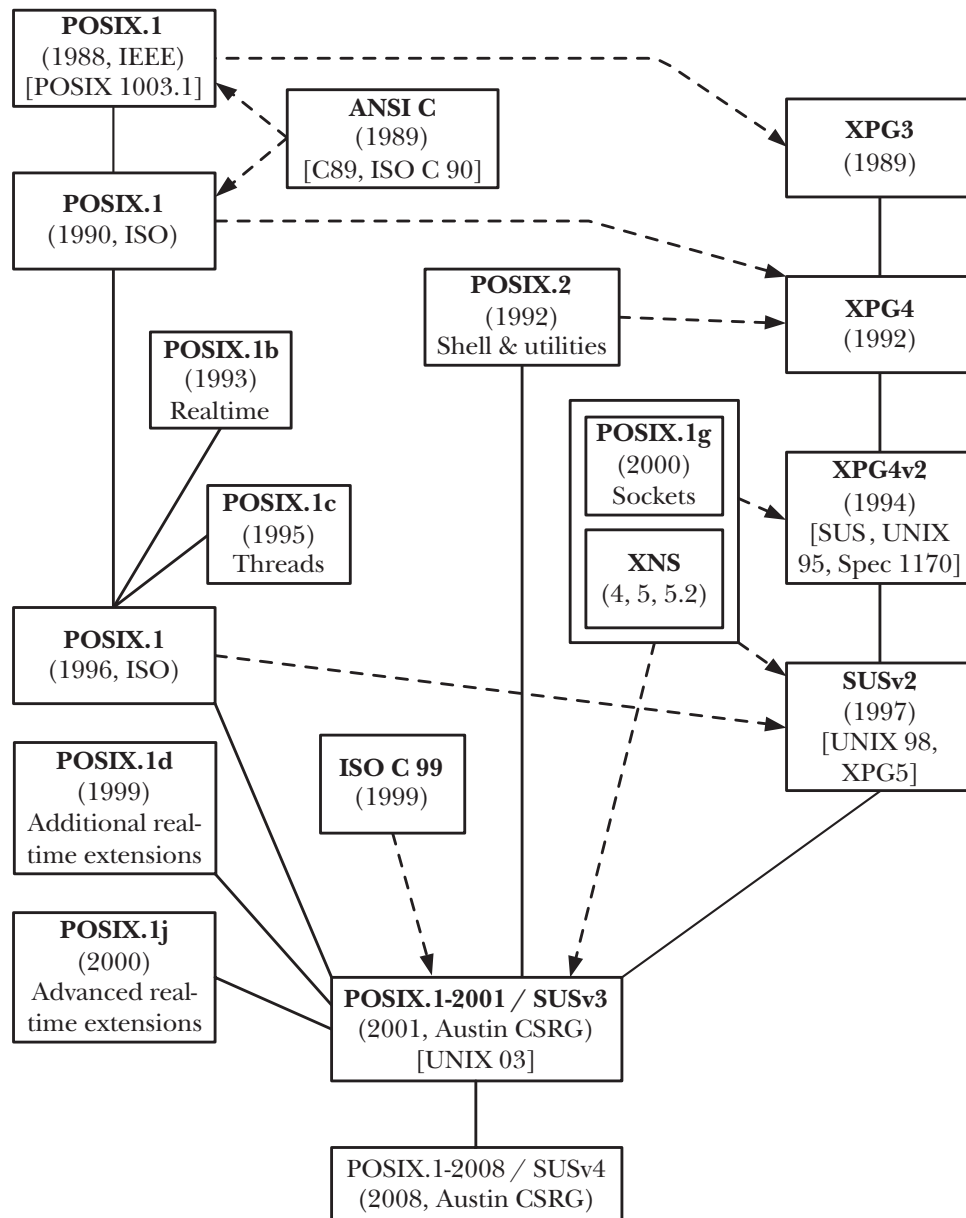 POSIX.1
(1988, IEEE)
[POSIX 1003.1]
ANSI C
(1989)
[C89, ISO C 90]
XPG3
(1989)
POSIX.1
(1990, ISO)
POSIX.2
(1992)
Shell & utilities
XPG4
(1992)
POSIX.1b
(1993)
Realtime
POSIX.1g
(2000)
Sockets
XNS
(4, 5, 5.2)
XPG4v2
(1994)
[SUS, UNIX
95, Spec 1170]
POSIX.1c
(1995)
Threads
POSIX.1
(1996, ISO)
SUSv2
(1997)
[UNIX 98,
XPG5]
POSIX.1d
(1999)
Additional real-
time extensions
ISO C 99
(1999)
POSIX.1j
(2000)
Advanced real-
time extensions
POSIX.1-2001 / SUSv3
(2001, Austin CSRG)
[UNIX 03]
POSIX.1-2008 / SUSv4
(2008, Austin CSRG)